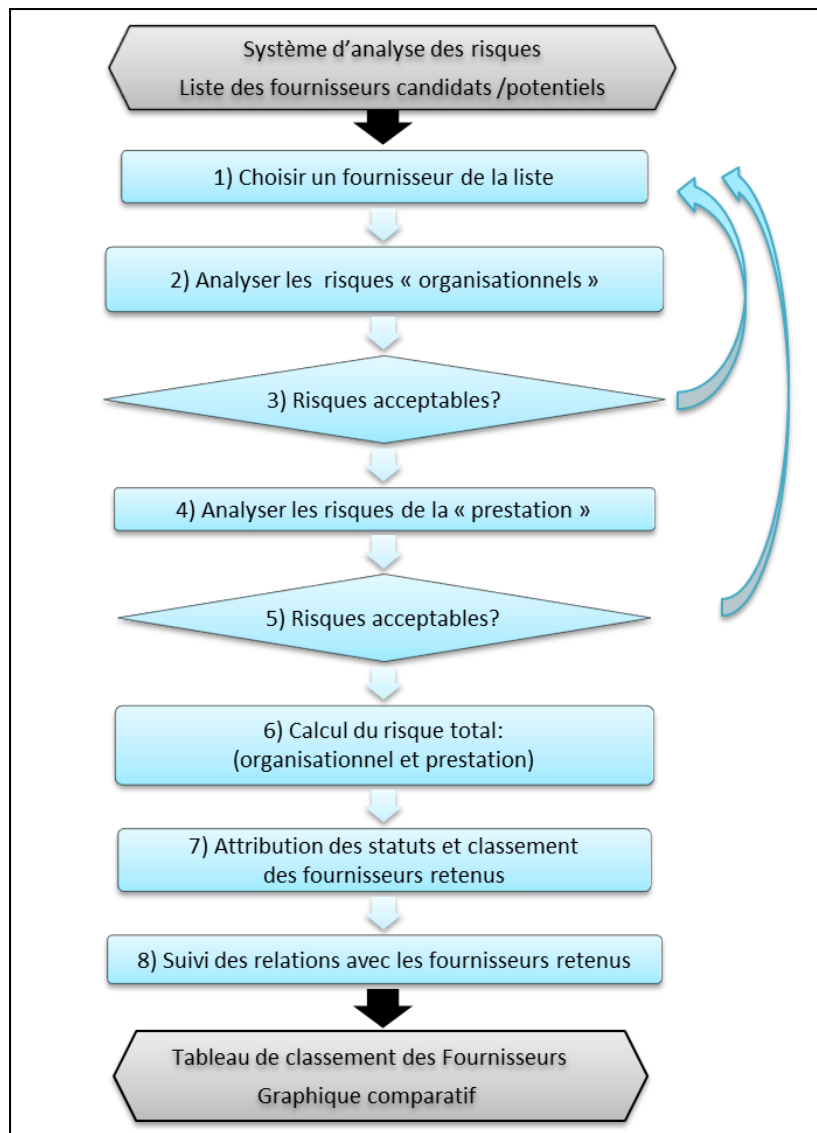 Système d’analyse des risques
Liste des fournisseurs candidats /potentiels
1) Choisir un fournisseur de la liste
2) Analyser les risques « organisationnels »
3) Risques acceptables?
4) Analyser les risques de la « prestation »
5) Risques acceptables?
6) Calcul du risque total:
(organisationnel et prestation)
7) Attribution des statuts et classement
des fournisseurs retenus
8) Suivi des relations avec les fournisseurs retenus
Tableau de classement des Fournisseurs
Graphique comparatif